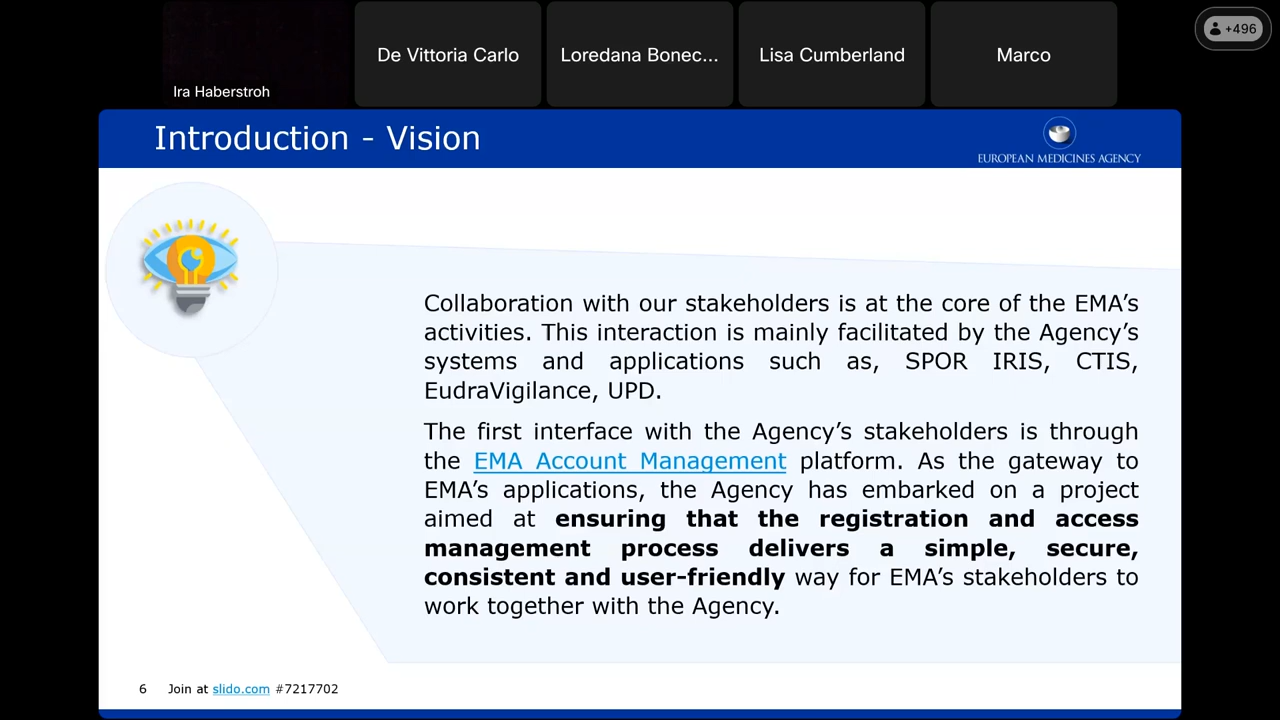 +496
De Vittoria Carlo
Loredana Bonec...
Lisa Cumberland
Marco
Ira Haberstroh
Introduction - Vision
EUROPEAN MEDICINES AGENCY
Collaboration with our stakeholders is at the core of the EMA’s
activities. This interaction is mainly facilitated by the Agency’s
systems and applications such as, SPOR IRIS, CTIS,
EudraVigilance, UPD.
The first interface with the Agency’s stakeholders is through
the EMA Account Management platform. As the gateway to
EMA’s applications, the Agency has embarked on a project
aimed at ensuring that the registration and access
management process delivers a simple, secure,
consistent and user-friendly way for EMA’s stakeholders to
work together with the Agency.
6 Join at slido.com #7217702